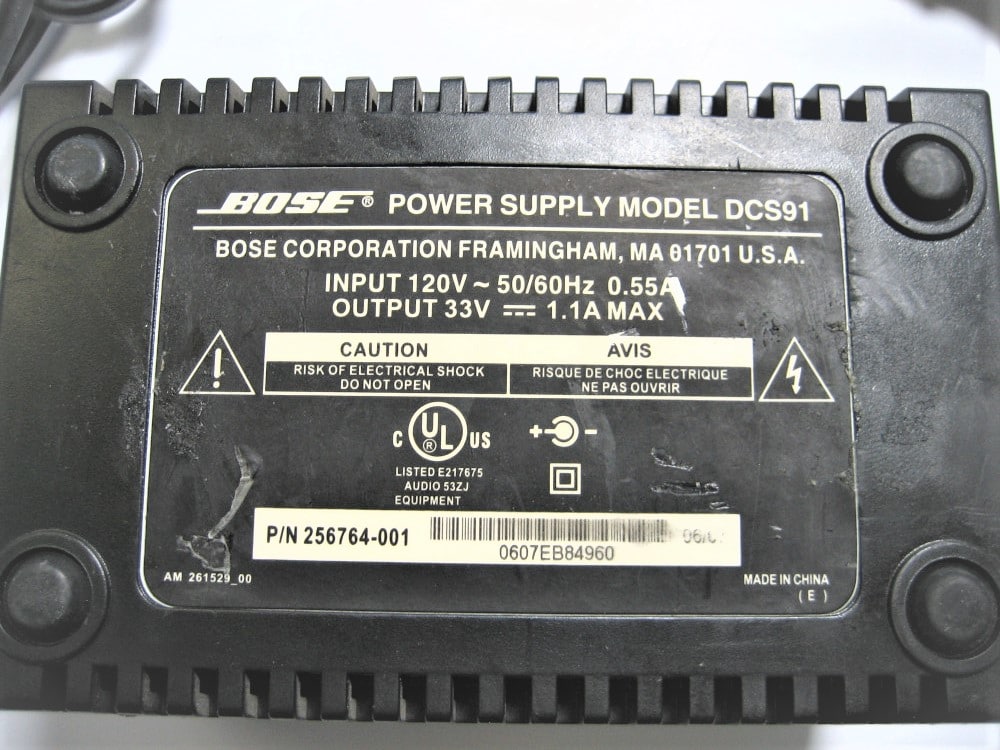 BOSE® POWER SUPPLY MODEL DCS91
BOSE CORPORATION FRAMINGHAM, MA 01701 U.S.A.
INPUT 120V ~ 50/60Hz 0.55A
OUTPUT 33V ⎓ 1.1A MAX
CAUTION
RISK OF ELECTRICAL SHOCK
DO NOT OPEN
AVIS
RISQUE DE CHOC ELECTRIQUE
NE PAS OUVRIR
C UL® US
+ -
LISTED E217675
AUDIO 53ZJ
EQUIPMENT
P/N 256764-001
0607EB84960
AM 261529_00
MADE IN CHINA
( E )